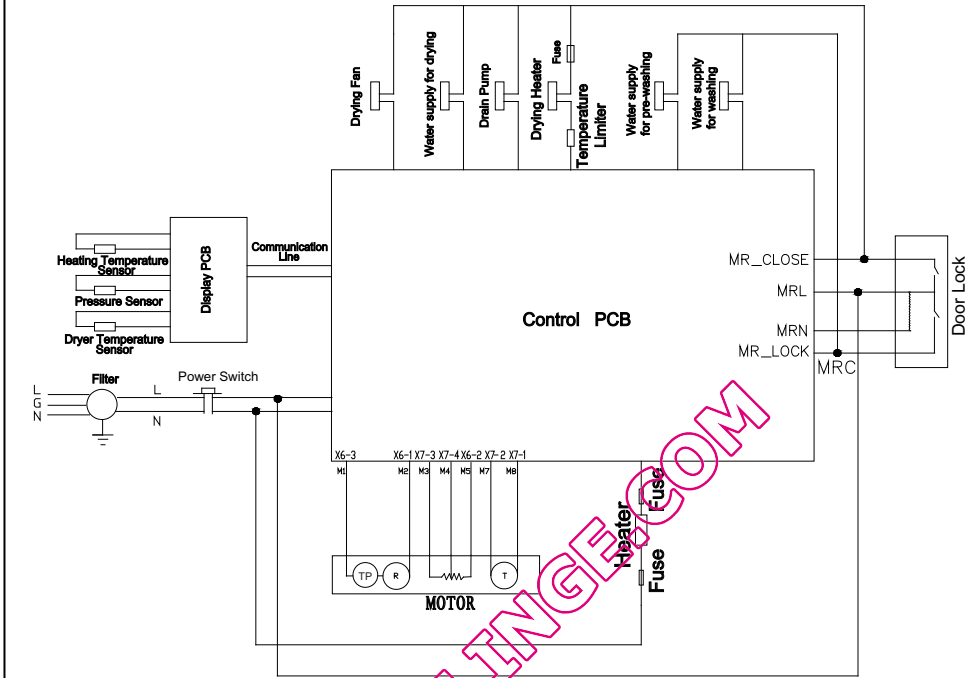 Drying Fan
Water supply for drying
Drain Pump
Drying Heater
Fuse
Temperature
Limiter
Water supply
for pre-washing
Water supply
for washing
Heating Temperature
Sensor
Pressure Sensor
Dryer Temperature
Sensor
Display PCB
Communication
Line
Control PCB
MR_CLOSE
MRL
MRN
MR_LOCK
MRC
Door Lock
L
G
N
Filter
L
N
Power Switch
X6-3 X6-1 X7-3 X7-4 X6-2 X7-2 X7-1
M1 M2 M3 M4 M5 M7 M8
TP R T
MOTOR
Fuse
Heater
Fuse
LINGE.COM